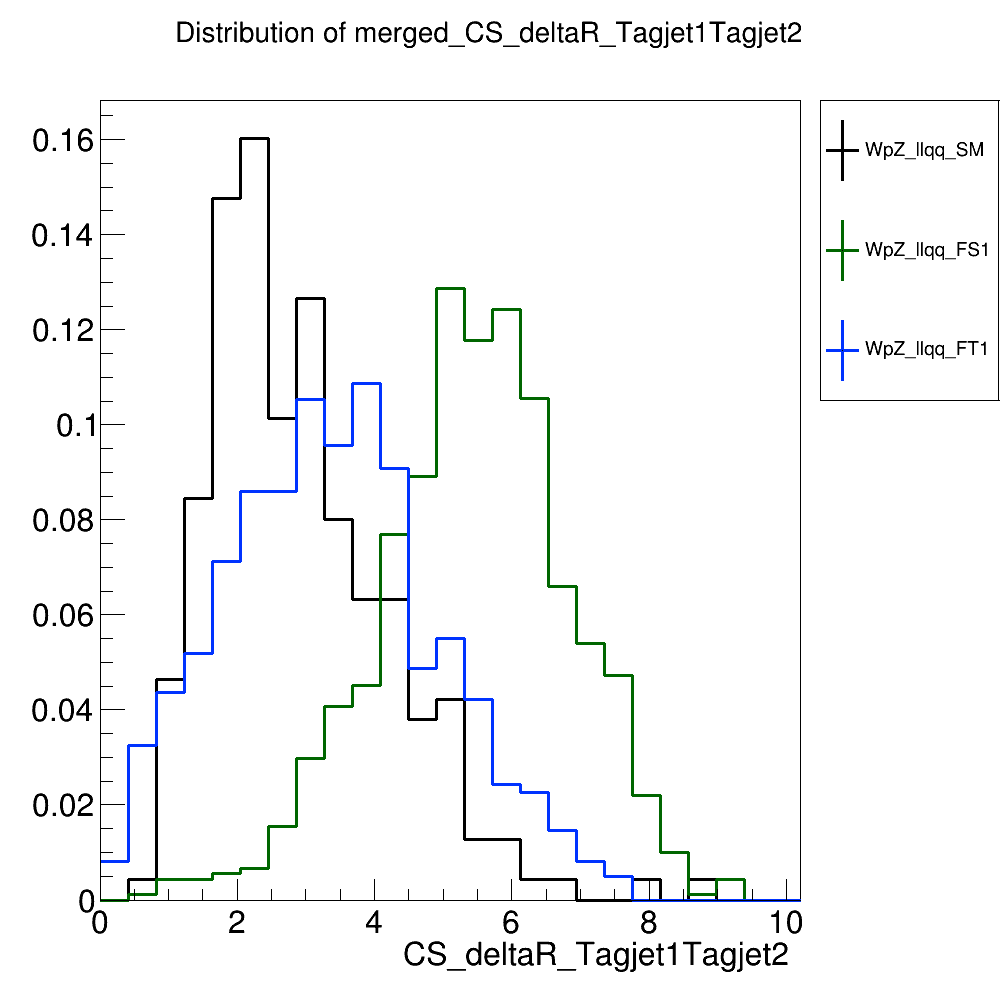 Distribution of merged_CS_deltaR_Tagjet1Tagjet2
0.16
0.14
0.12
0.1
0.08
0.06
0.04
0.02
0
0 2 4 6 8 10
CS_deltaR_Tagjet1Tagjet2
WpZ_llqq_SM
WpZ_llqq_FS1
WpZ_llqq_FT1